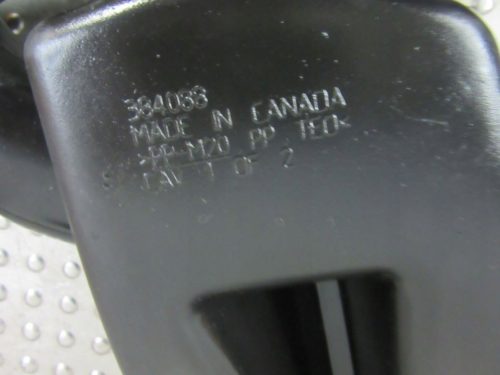 384088
MADE IN CANADA
>PP-M20 PP TEO<
CAV 1 OF 2